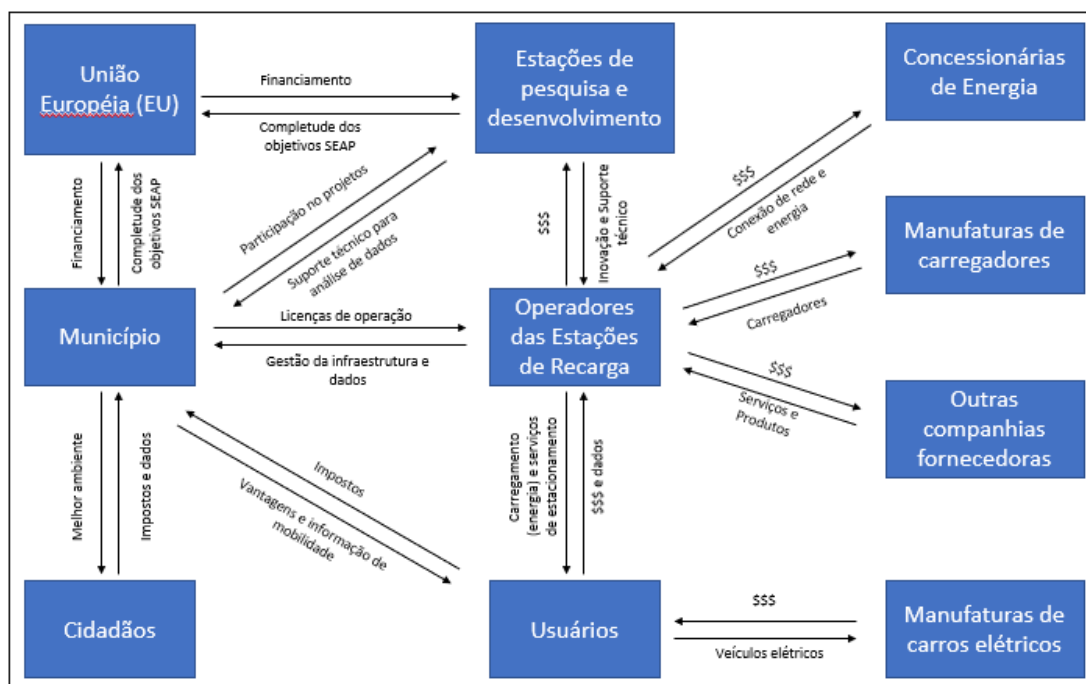 União
Européia (EU)
Financiamento
Completude dos
objetivos SEAP
Estações de
pesquisa e
desenvolvimento
Concessionárias
de Energia
Financiamento
Completude dos
objetivos SEAP
Participação no projetos
Suporte técnico para
análise de dados
$$$
Inovação e Suporte
técnico
$$$
Conexão de rede e
energia
Manufaturas de
carregadores
$$$
Carregadores
Município
Licenças de operação
Gestão da infraestrutura e
dados
Operadores
das Estações
de Recarga
$$$
Serviços e
Produtos
Outras
companhias
fornecedoras
Melhor ambiente
Impostos e dados
Impostos
Vantagens e informação de
mobilidade
Carregamento
(energia) e serviços
de estacionamento
$$$ e dados
Cidadãos
Usuários
$$$
Veículos elétricos
Manufaturas de
carros elétricos